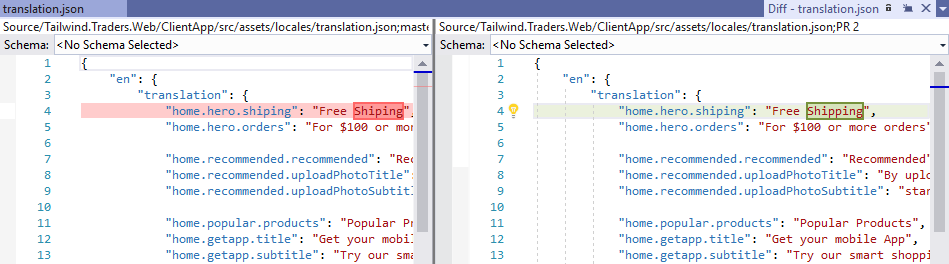 translation.json
Diff - translation.json
Source/Tailwind.Traders.Web/ClientApp/src/assets/locales/translation.json;maste
Source/Tailwind.Traders.Web/ClientApp/src/assets/locales/translation.json;PR 2
Schema: <No Schema Selected>
Schema: <No Schema Selected>
1 {
2 "en": {
3 "translation": {
4 "home.hero.shiping": "Free Shiping",
5 "home.hero.orders": "For $100 or more
6
7 "home.recommended.recommended": "Rec
8 "home.recommended.uploadPhotoTitle"
9 "home.recommended.uploadPhotoSubtitl
10
11 "home.popular.products": "Popular Pr
12 "home.getapp.title": "Get your mobil
13 "home.getapp.subtitle": "Try our sma
1 {
2 "en": {
3 "translation": {
4 "home.hero.shiping": "Free Shipping",
5 "home.hero.orders": "For $100 or more orders"
6
7 "home.recommended.recommended": "Recommended"
8 "home.recommended.uploadPhotoTitle": "By uplo
9 "home.recommended.uploadPhotoSubtitle": "star
10
11 "home.popular.products": "Popular Products",
12 "home.getapp.title": "Get your mobile App",
13 "home.getapp.subtitle": "Try our smart shoppi